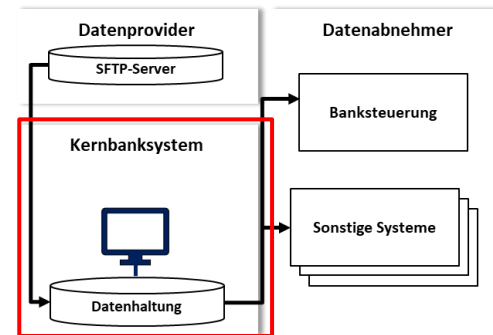 Datenprovider
SFTP-Server
Kernbanksystem
Datenhaltung
Datenabnehmer
Banksteuerung
Sonstige Systeme